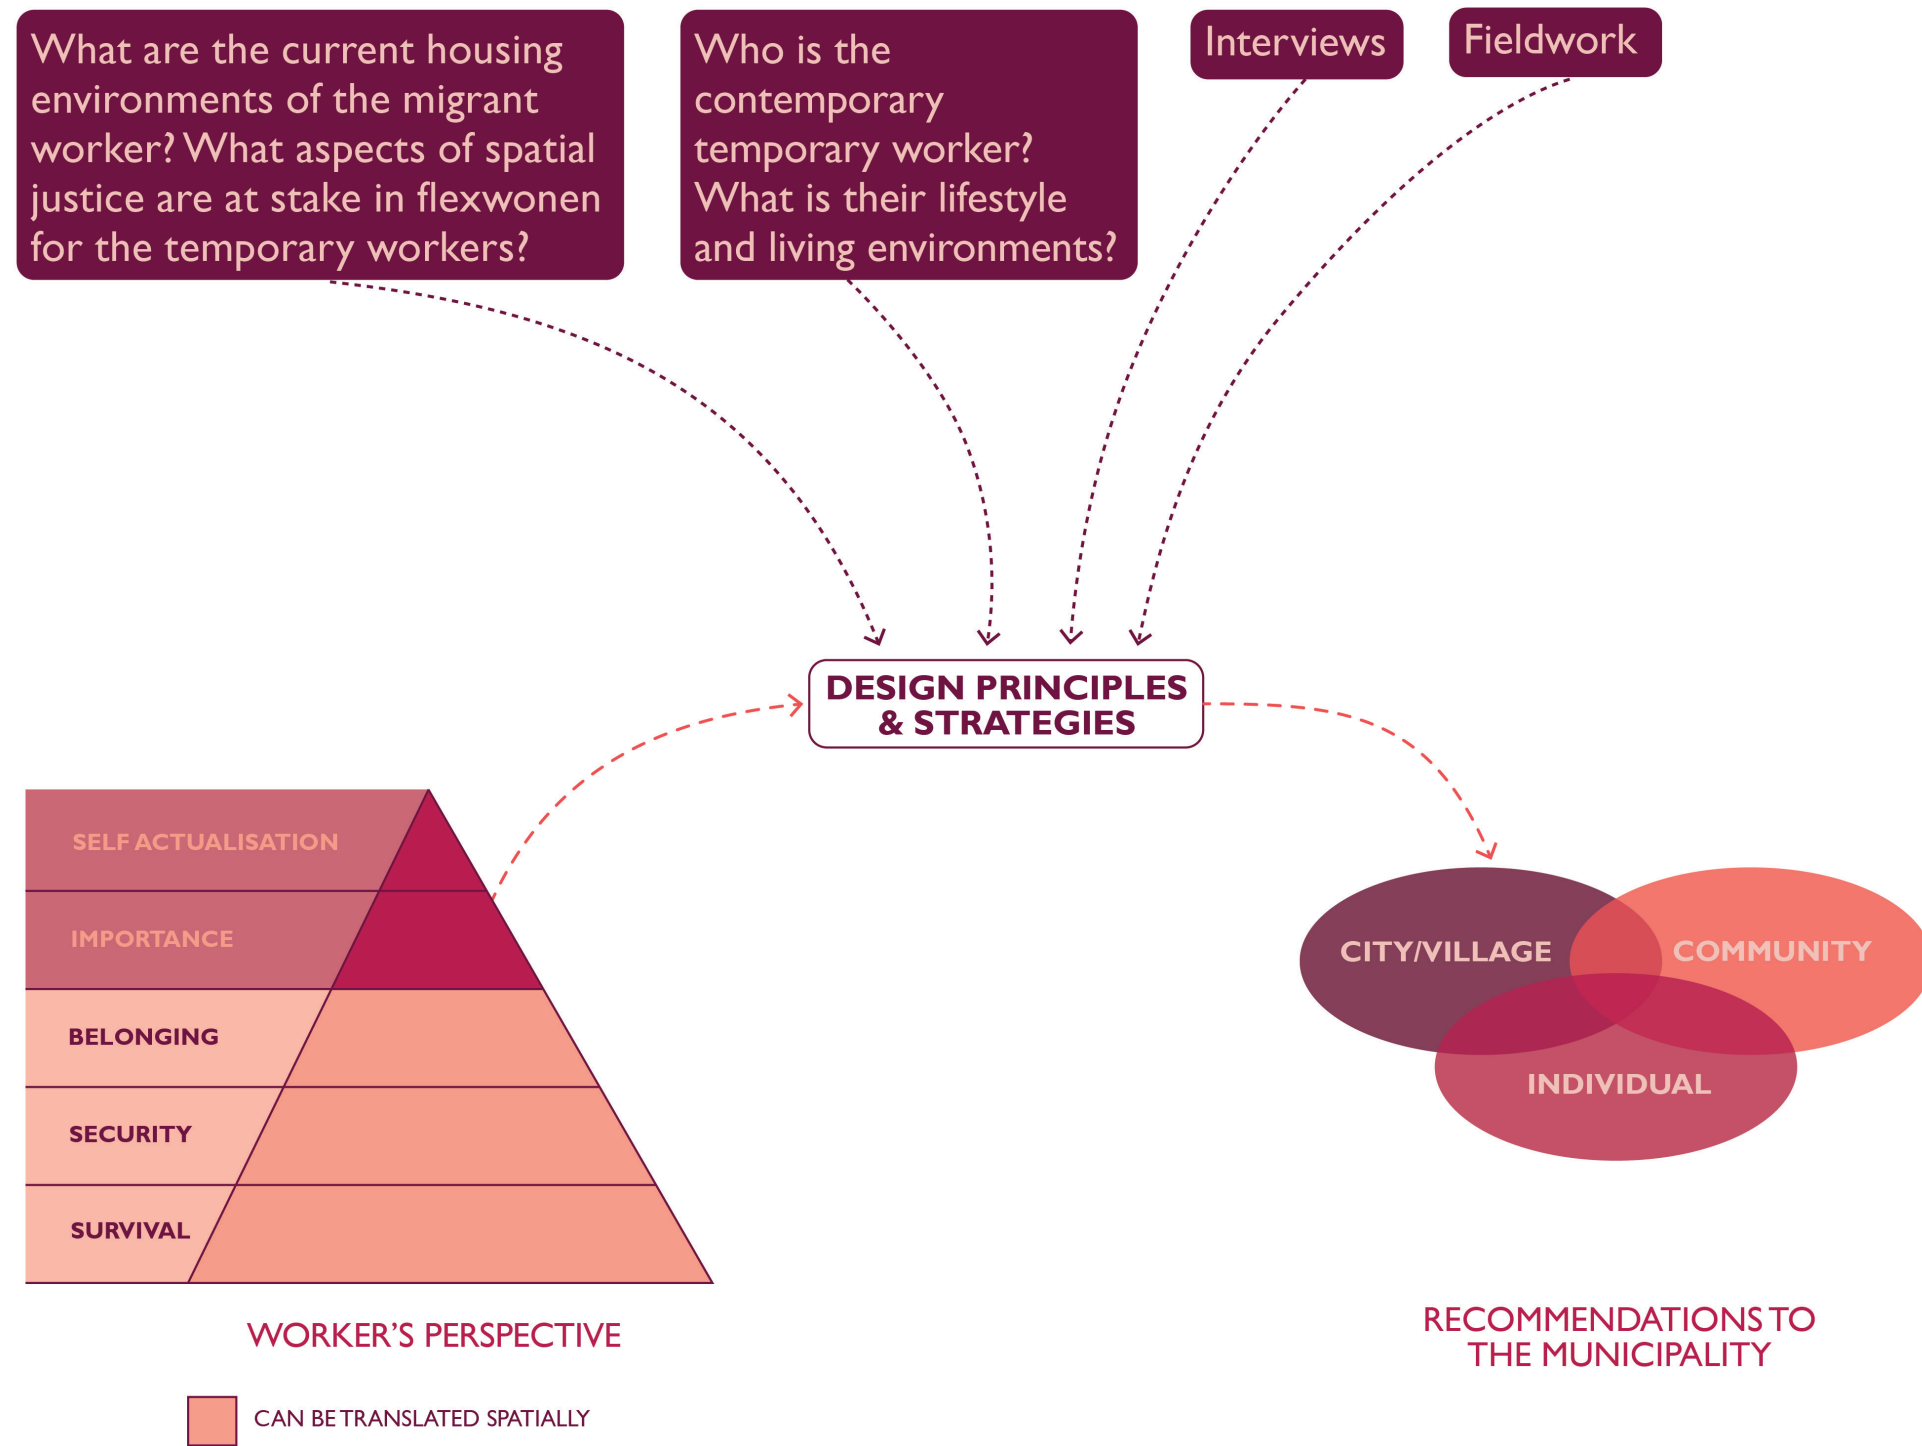 What are the current housing
environments of the migrant
worker? What aspects of spatial
justice are at stake in flexwonen
for the temporary workers?
Who is the
contemporary
temporary worker?
What is their lifestyle
and living environments?
Interviews
Fieldwork
DESIGN PRINCIPLES
& STRATEGIES
SELF ACTUALISATION
IMPORTANCE
BELONGING
SECURITY
SURVIVAL
WORKER'S PERSPECTIVE
CAN BE TRANSLATED SPATIALLY
CITY/VILLAGE
COMMUNITY
INDIVIDUAL
RECOMMENDATIONS TO
THE MUNICIPALITY